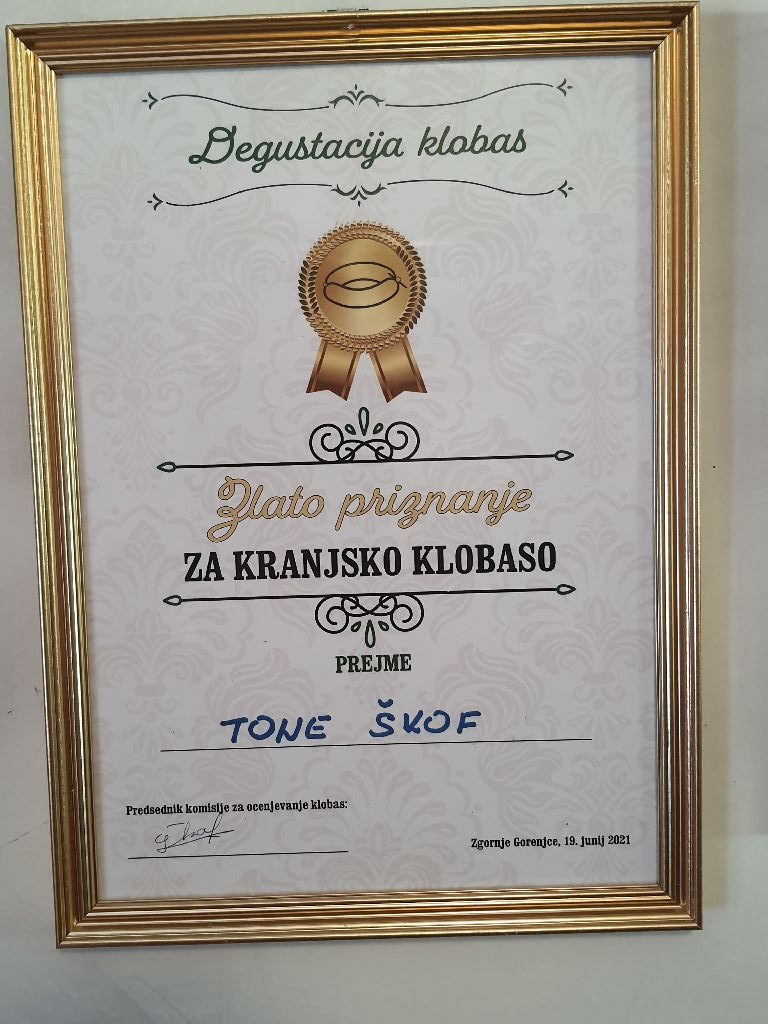 Degustacija klobas
Zlato priznanje
ZA KRANJSKO KLOBASO
PREJME
TONE ŠKOF
Predsednik komisije za ocenjevanje klobas:
Zgornje Gorenjce, 19. junij 2021